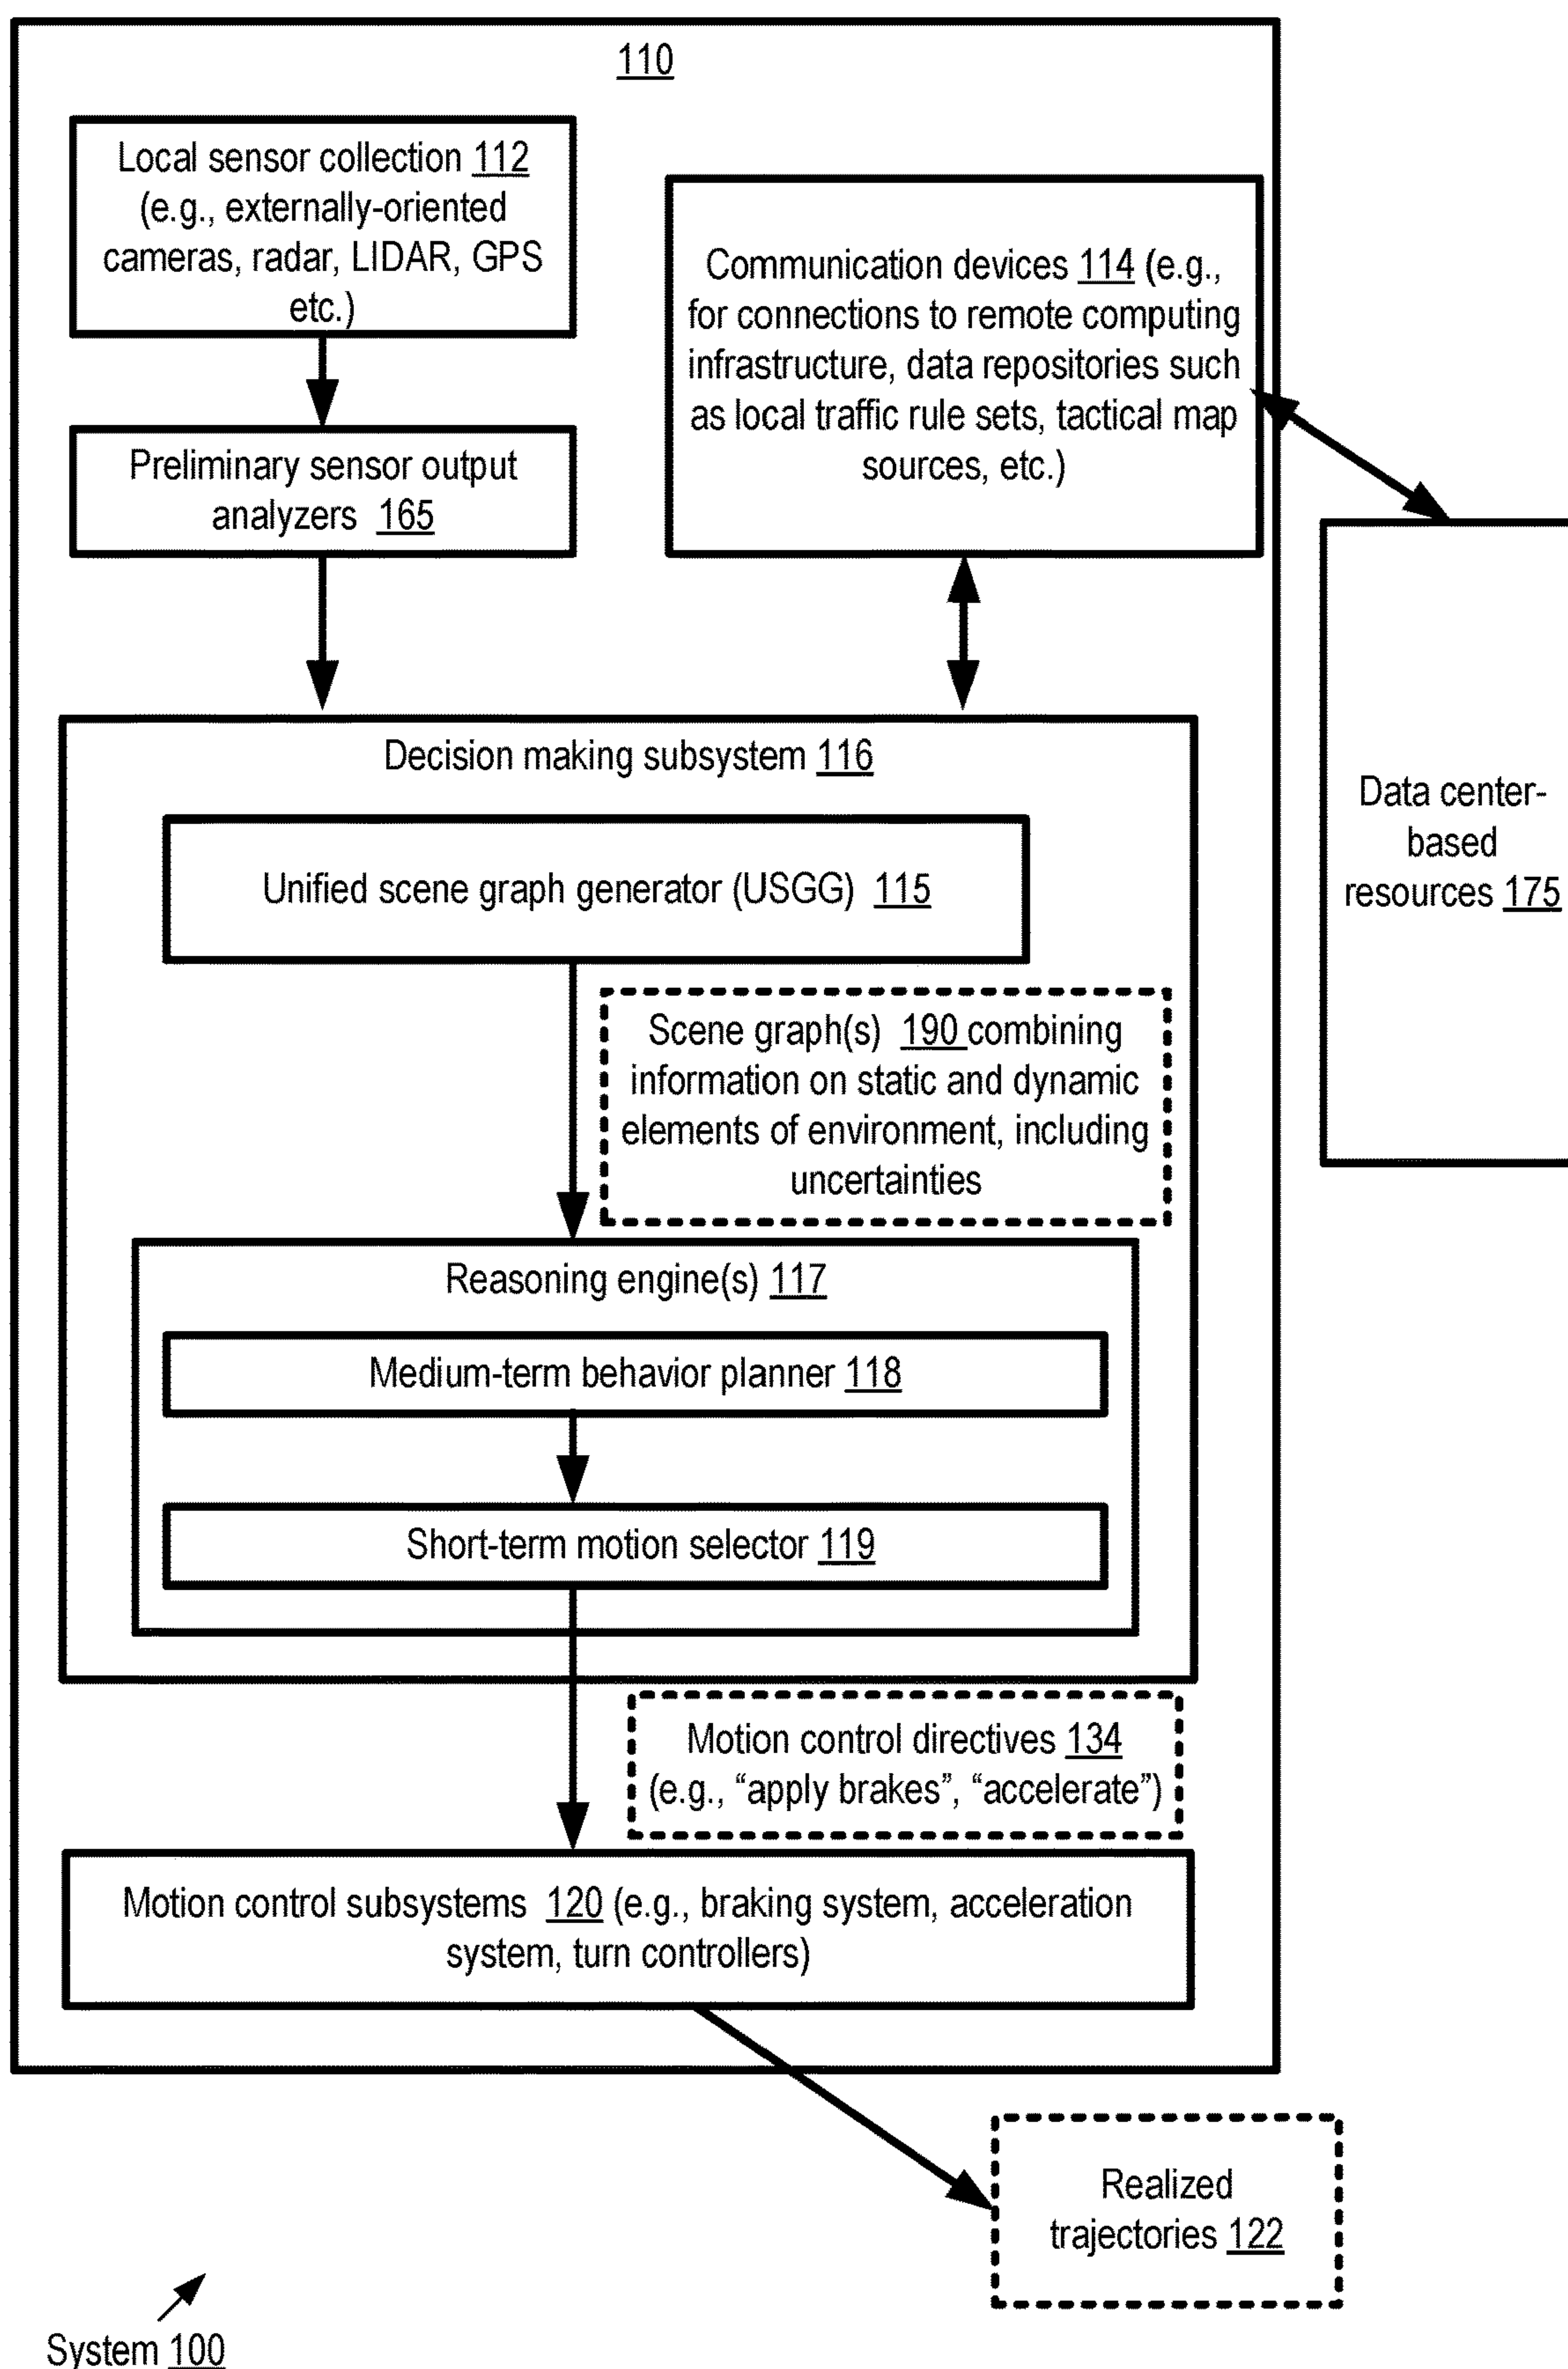 110
Local sensor collection 112
(e.g., externally-oriented
cameras, radar, LIDAR, GPS
etc.)
Communication devices 114 (e.g.,
for connections to remote computing
infrastructure, data repositories such
as local traffic rule sets, tactical map
sources, etc.)
Preliminary sensor output
analyzers 165
Data center-
based
resources 175
Decision making subsystem 116
Unified scene graph generator (USGG) 115
Scene graph(s) 190 combining
information on static and dynamic
elements of environment, including
uncertainties
Reasoning engine(s) 117
Medium-term behavior planner 118
Short-term motion selector 119
Motion control directives 134
(e.g., “apply brakes”, “accelerate”)
Motion control subsystems 120 (e.g., braking system, acceleration
system, turn controllers)
Realized
trajectories 122
System 100